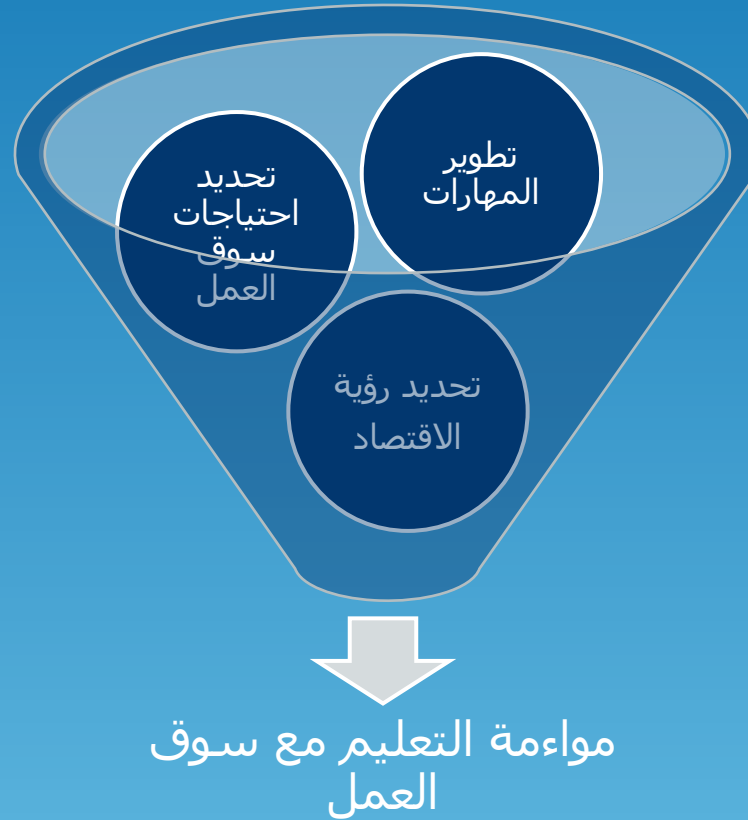 تطوير
المهارات
تحديد
احتياجات
سوق
العمل
تحديد رؤية
الاقتصاد
مواءمة التعليم مع سوق
العمل